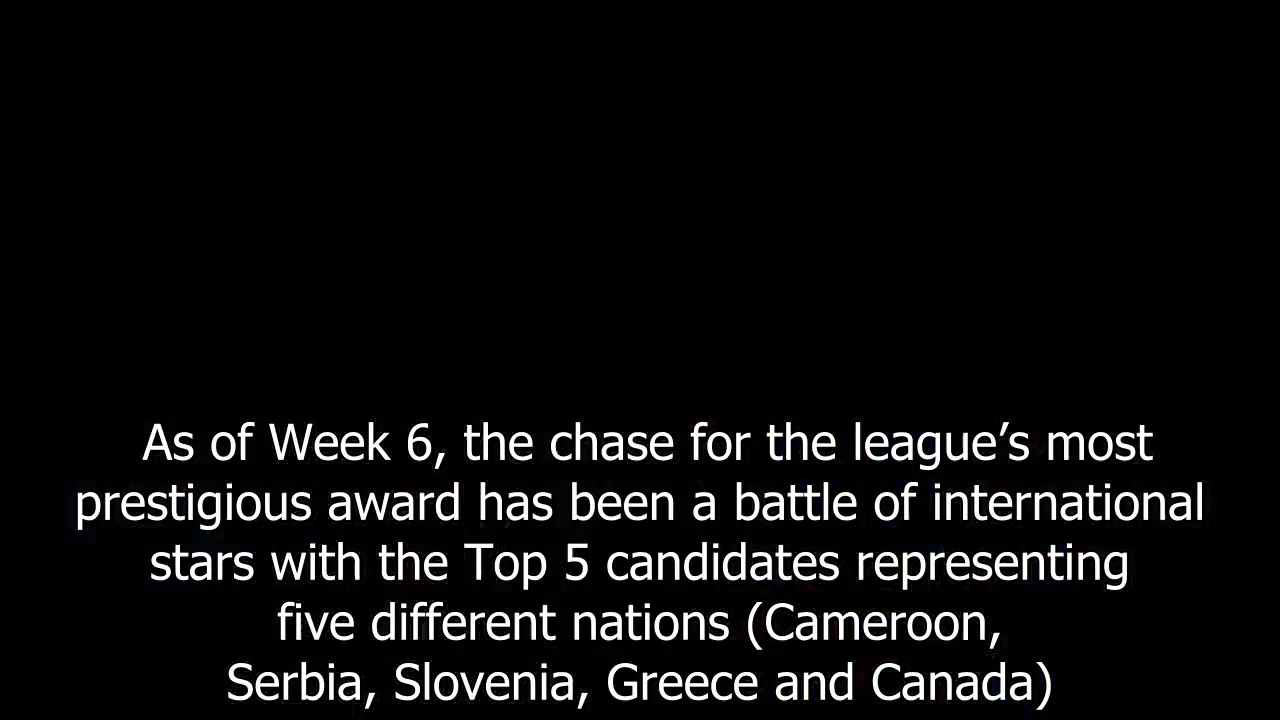 As of Week 6, the chase for the league’s most
prestigious award has been a battle of international
stars with the Top 5 candidates representing
five different nations (Cameroon,
Serbia, Slovenia, Greece and Canada)